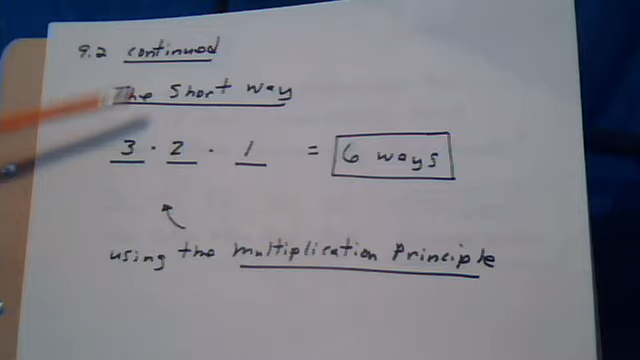 9.2 continued
The Short Way
3 · 2 · 1 = 6 ways
using the Multiplication Principle